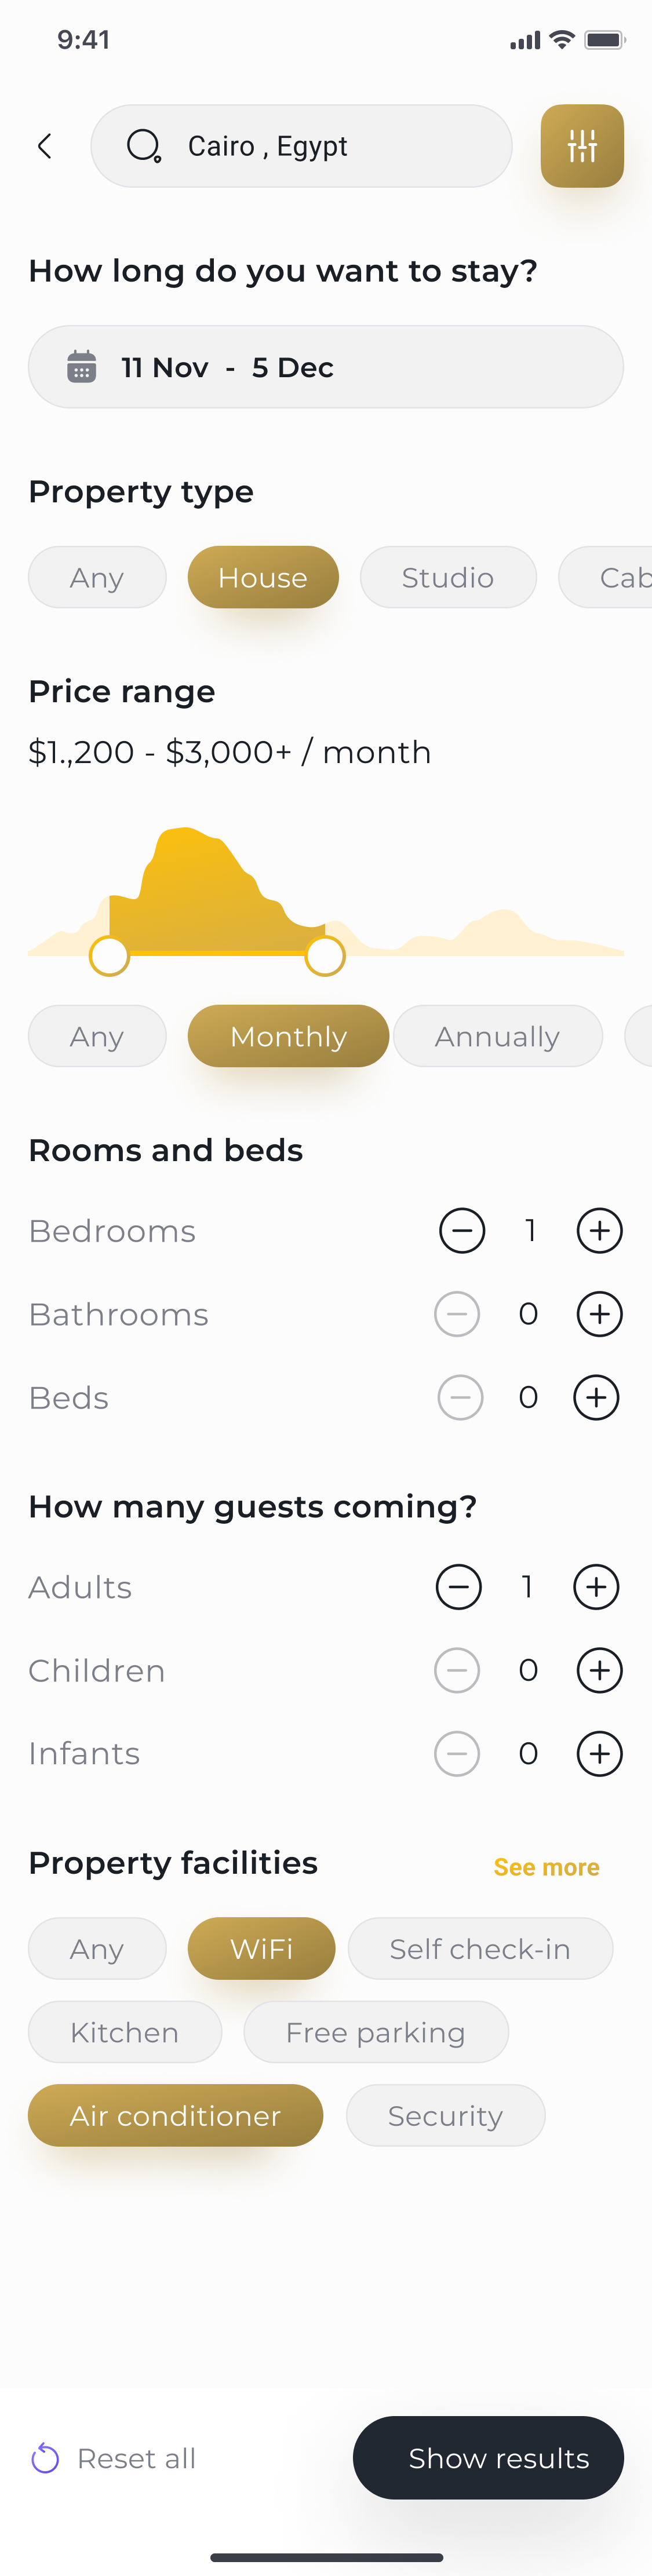 9:41
Cairo , Egypt
How long do you want to stay?
11 Nov - 5 Dec
Property type
Any House Studio Cab
Price range
$1.,200 - $3,000+ / month
Any Monthly Annually
Rooms and beds
Bedrooms 1
Bathrooms 0
Beds 0
How many guests coming?
Adults 1
Children 0
Infants 0
Property facilities See more
Any WiFi Self check-in
Kitchen Free parking
Air conditioner Security
Reset all Show results